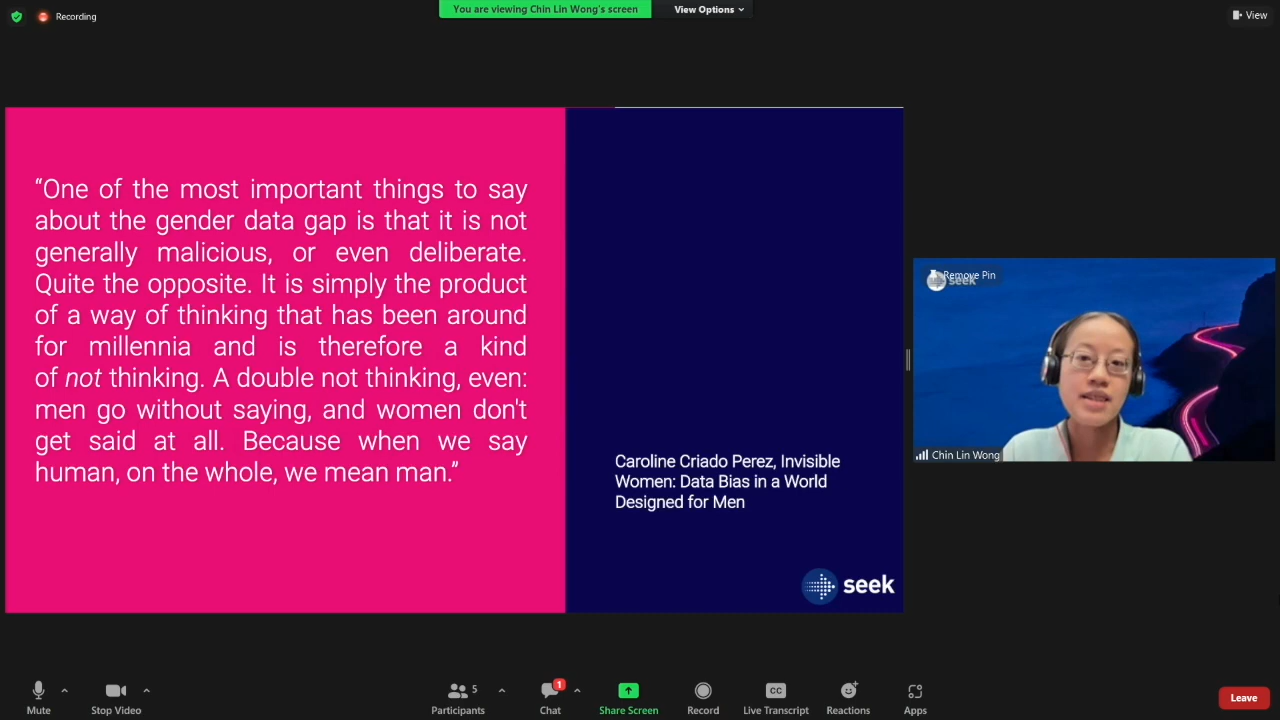 Recording
You are viewing Chin Lin Wong's screen
View Options
View
“One of the most important things to say
about the gender data gap is that it is not
generally malicious, or even deliberate.
Quite the opposite. It is simply the product
of a way of thinking that has been around
for millennia and is therefore a kind
of not thinking. A double not thinking, even:
men go without saying, and women don't
get said at all. Because when we say
human, on the whole, we mean man.”
Caroline Criado Perez, Invisible
Women: Data Bias in a World
Designed for Men
seek
Remove Pin
seek
Chin Lin Wong
Mute
Stop Video
5
Participants
1
Chat
Share Screen
Record
CC
Live Transcript
Reactions
Apps
Leave